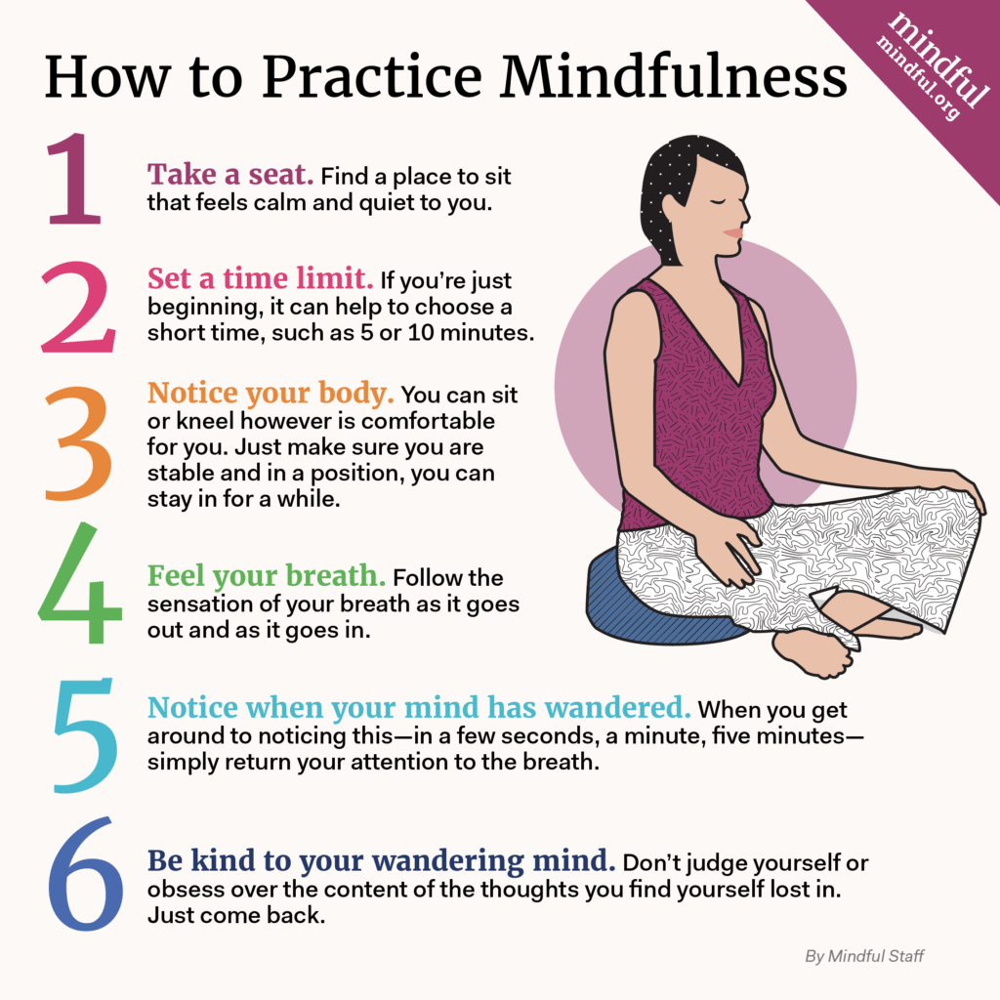 mindful
mindful.org
How to Practice Mindfulness
1
Take a seat. Find a place to sit
that feels calm and quiet to you.
2
Set a time limit. If you’re just
beginning, it can help to choose a
short time, such as 5 or 10 minutes.
3
Notice your body. You can sit
or kneel however is comfortable
for you. Just make sure you are
stable and in a position, you can
stay in for a while.
4
Feel your breath. Follow the
sensation of your breath as it goes
out and as it goes in.
5
Notice when your mind has wandered. When you get
around to noticing this—in a few seconds, a minute, five minutes—
simply return your attention to the breath.
6
Be kind to your wandering mind. Don’t judge yourself or
obsess over the content of the thoughts you find yourself lost in.
Just come back.
By Mindful Staff